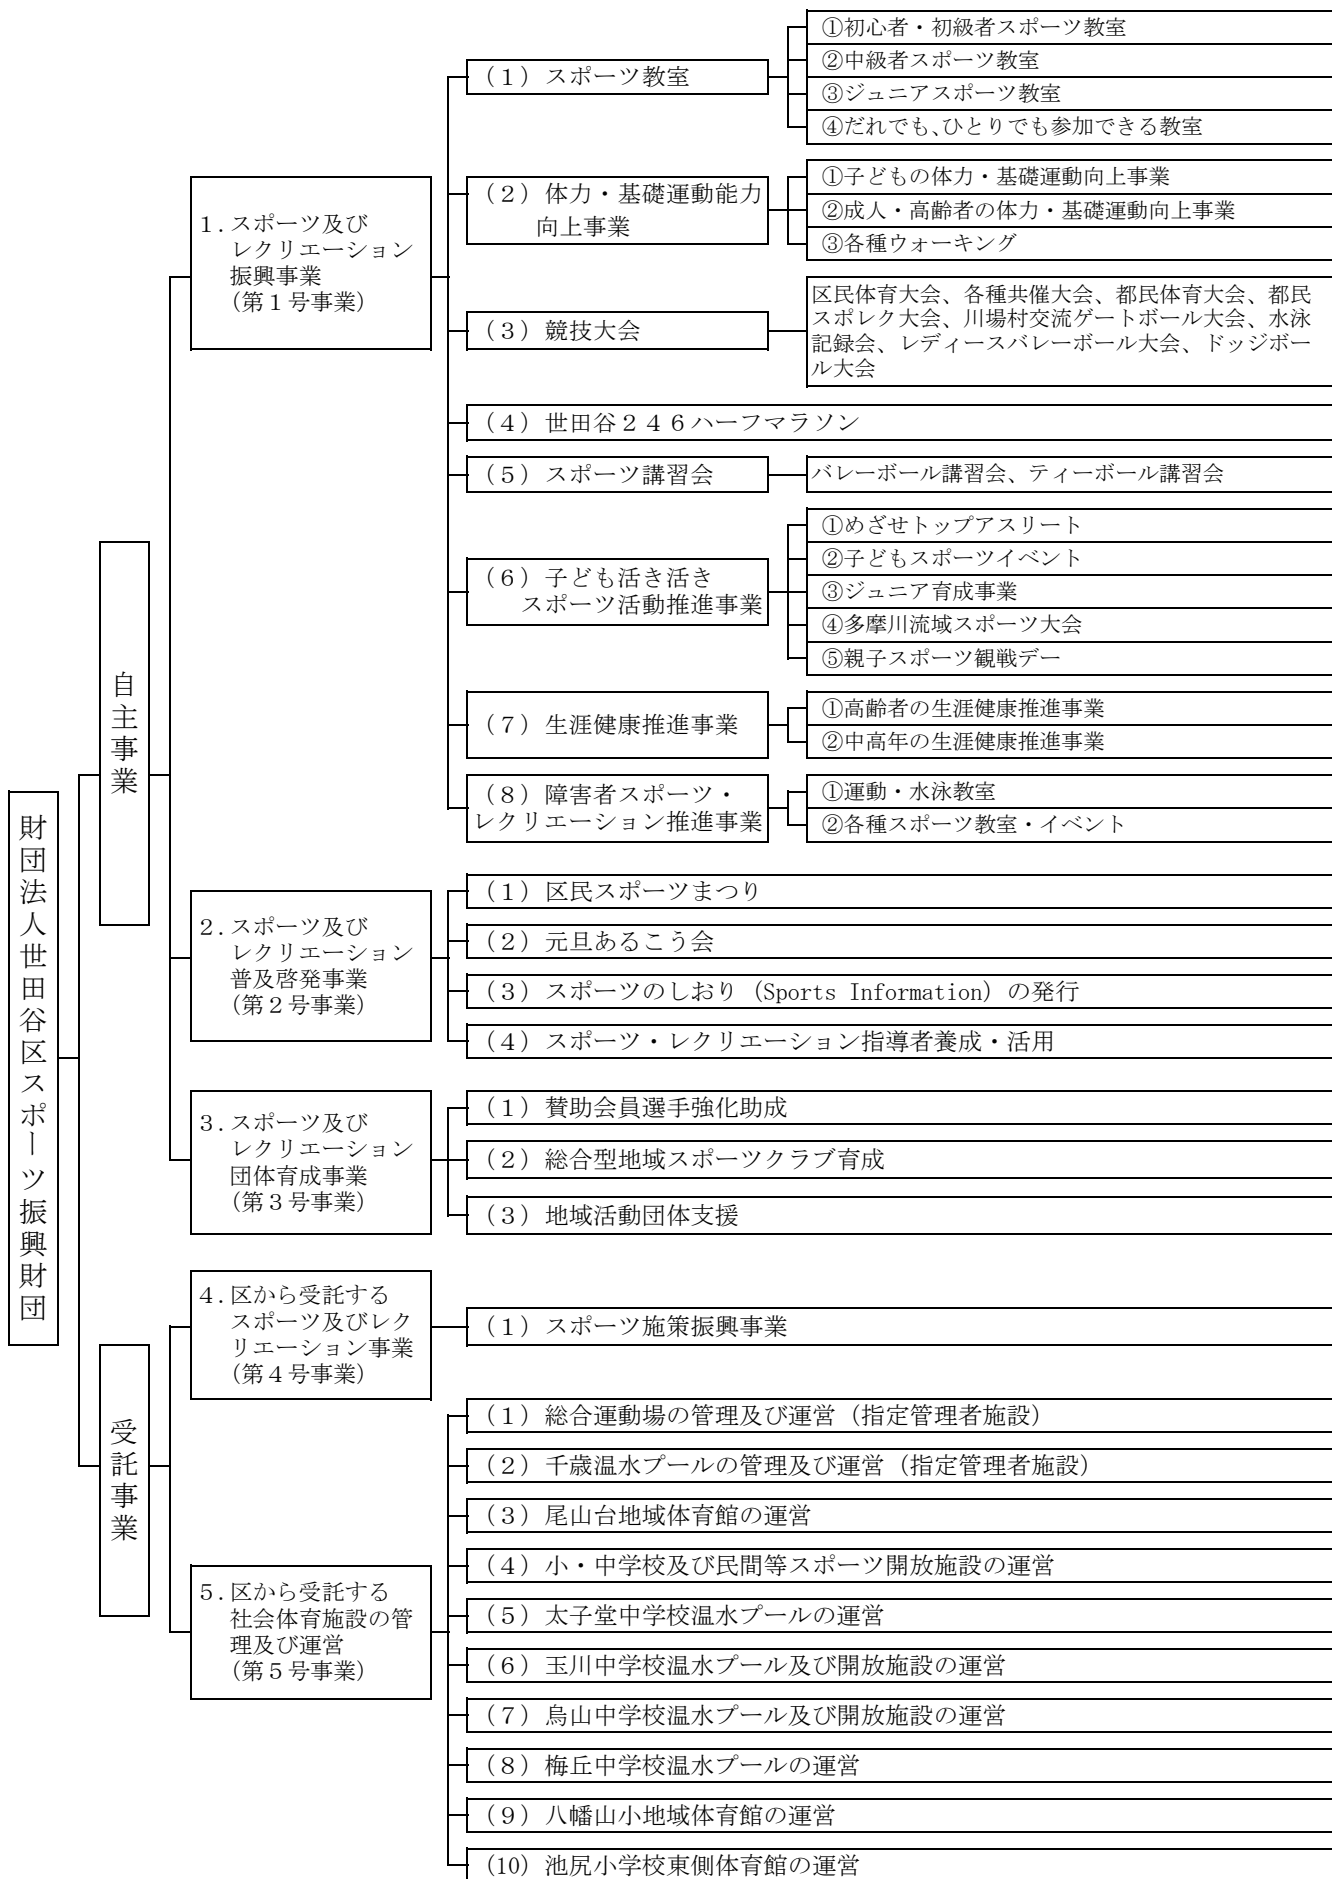 財団法人世田谷区スポーツ振興財団
自主事業
1.スポーツ及び
レクリエーション
振興事業
(第1号事業)
(1)スポーツ教室
①初心者・初級者スポーツ教室
②中級者スポーツ教室
③ジュニアスポーツ教室
④だれでも、ひとりでも参加できる教室
(2)体力・基礎運動能力
向上事業
①子どもの体力・基礎運動向上事業
②成人・高齢者の体力・基礎運動向上事業
③各種ウォーキング
(3)競技大会
区民体育大会、各種共催大会、都民体育大会、都民
スポレク大会、川場村交流ゲートボール大会、水泳
記録会、レディースバレーボール大会、ドッジボー
ル大会
(4)世田谷246ハーフマラソン
(5)スポーツ講習会
バレーボール講習会、ティーボール講習会
(6)子ども活き活き
スポーツ活動推進事業
①めざせトップアスリート
②子どもスポーツイベント
③ジュニア育成事業
④多摩川流域スポーツ大会
⑤親子スポーツ観戦デー
(7)生涯健康推進事業
①高齢者の生涯健康推進事業
②中高年の生涯健康推進事業
(8)障害者スポーツ・
レクリエーション推進事業
①運動・水泳教室
②各種スポーツ教室・イベント
2.スポーツ及び
レクリエーション
普及啓発事業
(第2号事業)
(1)区民スポーツまつり
(2)元旦あるこう会
(3)スポーツのしおり(Sports Information)の発行
(4)スポーツ・レクリエーション指導者養成・活用
3.スポーツ及び
レクリエーション
団体育成事業
(第3号事業)
(1)賛助会員選手強化助成
(2)総合型地域スポーツクラブ育成
(3)地域活動団体支援
受託事業
4.区から受託する
スポーツ及びレク
リエーション事業
(第4号事業)
(1)スポーツ施策振興事業
5.区から受託する
社会体育施設の管
理及び運営
(第5号事業)
(1)総合運動場の管理及び運営(指定管理者施設)
(2)千歳温水プールの管理及び運営(指定管理者施設)
(3)尾山台地域体育館の運営
(4)小・中学校及び民間等スポーツ開放施設の運営
(5)太子堂中学校温水プールの運営
(6)玉川中学校温水プール及び開放施設の運営
(7)烏山中学校温水プール及び開放施設の運営
(8)梅丘中学校温水プールの運営
(9)八幡山小地域体育館の運営
(10)池尻小学校東側体育館の運営